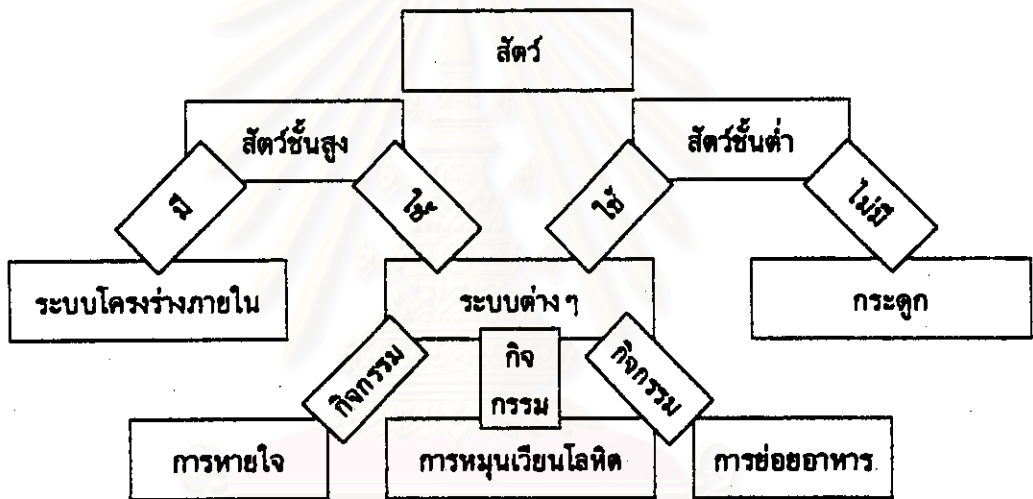 สัตว์
สัตว์ชั้นสูง
สัตว์ชั้นต่ำ
มี
ใช้
ใช้
ไม่มี
ระบบโครงร่างภายใน
ระบบต่างๆ
กระดูก
กิจกรรม
กิจ
กรรม
กิจกรรม
การหายใจ
การหมุนเวียนโลหิต
การย่อยอาหาร